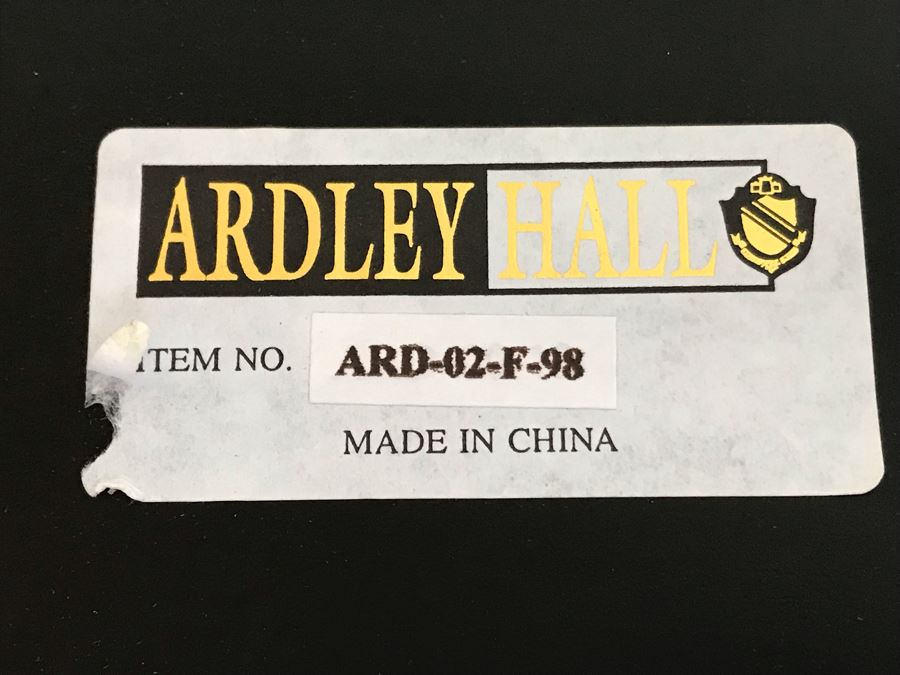 ARDLEY HALL
ITEM NO. ARD-02-F-98
MADE IN CHINA